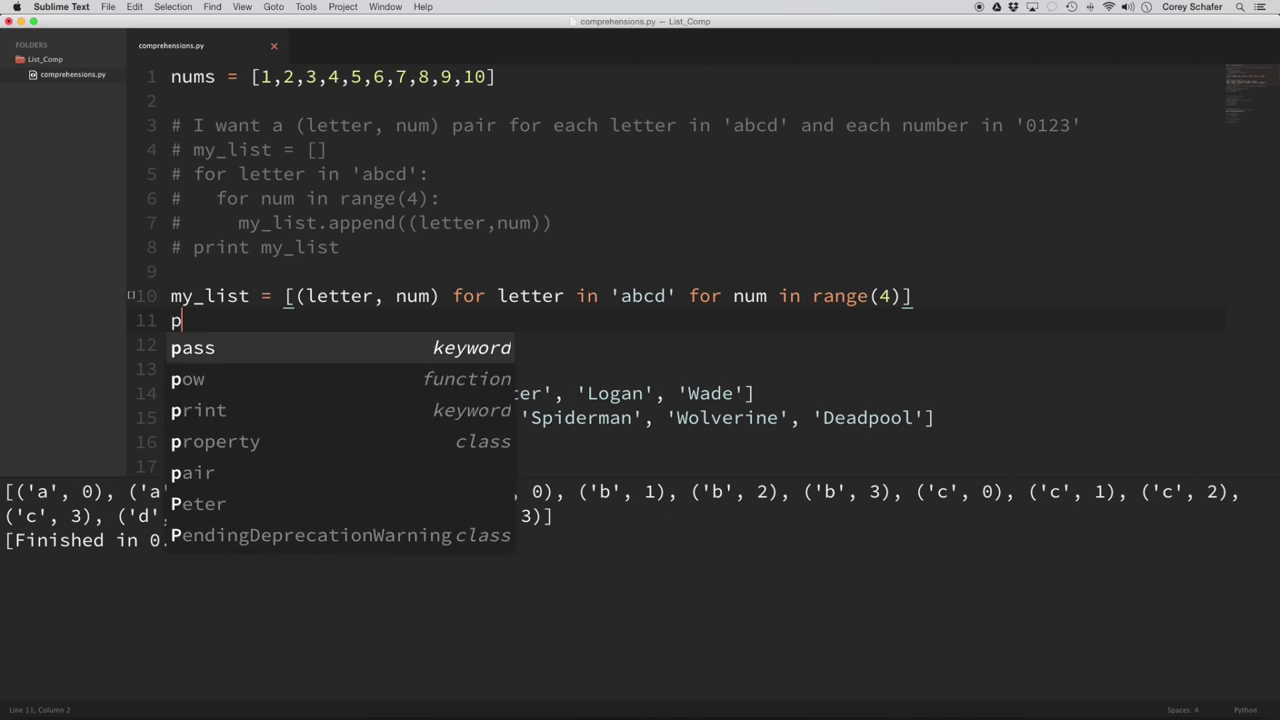 Sublime Text File Edit Selection Find View Goto Tools Project Window Help Corey Schafer
comprehensions.py — List_Comp
FOLDERS
List_Comp
comprehensions.py
comprehensions.py
1 nums = [1,2,3,4,5,6,7,8,9,10]
2
3 # I want a (letter, num) pair for each letter in 'abcd' and each number in '0123'
4 # my_list = []
5 # for letter in 'abcd':
6 #   for num in range(4):
7 #     my_list.append((letter,num))
8 # print my_list
9
10 my_list = [(letter, num) for letter in 'abcd' for num in range(4)]
11 p
12 pass keyword
pow function
13
14 ter', 'Logan', 'Wade']
print keyword
15 'Spiderman', 'Wolverine', 'Deadpool']
16 property class
17 pair
[('a', 0), ('a 0), ('b', 1), ('b', 2), ('b', 3), ('c', 0), ('c', 1), ('c', 2),
Peter
('c', 3), ('d', 3)]
PendingDeprecationWarning class
[Finished in 0.
Line 11, Column 2 Spaces: 4 Python